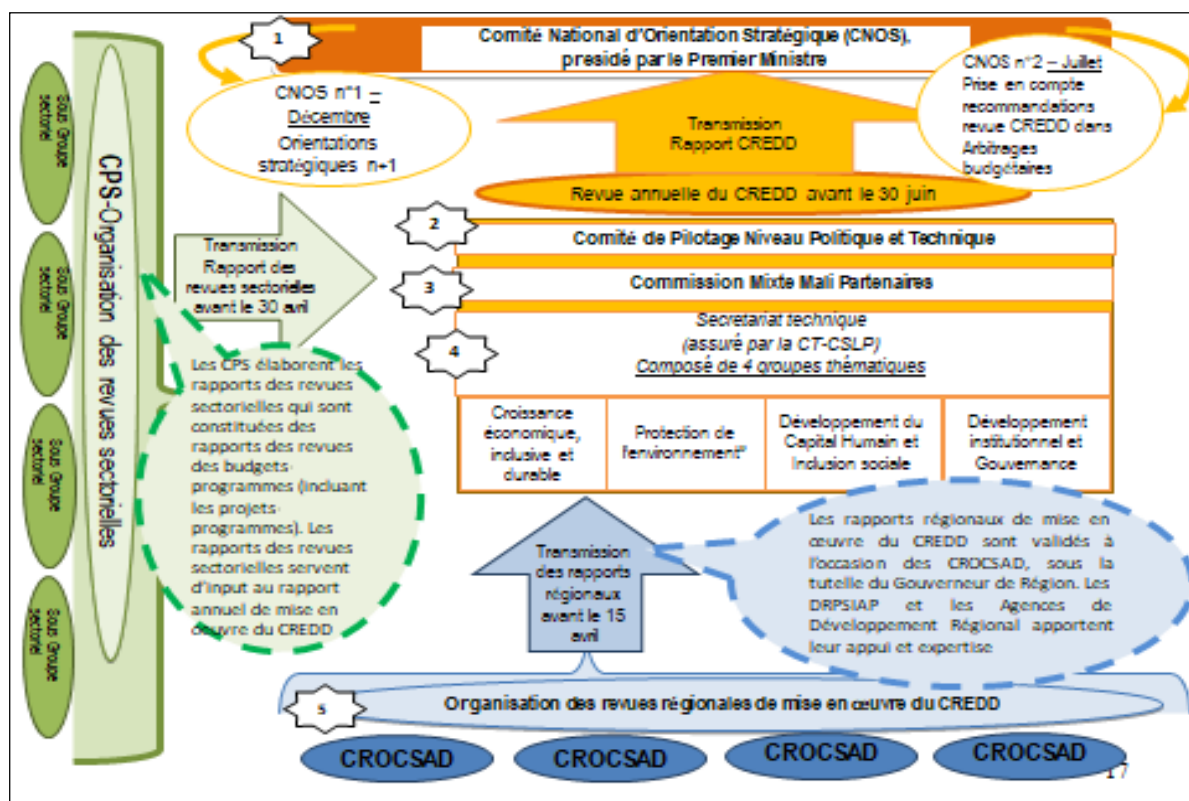 1
Comité National d'Orientation Stratégique (CNOS),
présidé par le Premier Ministre
CNOS n°1 –
Décembre
Orientations
stratégiques n+1
CNOS n°2 – Juillet
Prise en compte
recommandations
revue CREDD dans
Arbitrages
budgétaires
Transmission
Rapport CREDD
Revue annuelle du CREDD avant le 30 juin
2
Comité de Pilotage Niveau Politique et Technique
3
Commission Mixte Mali Partenaires
4
Secretariat technique
(assuré par la CT-CSLP)
Composé de 4 groupes thématiques
Croissance
économique,
inclusive et
durable
Protection de
l'environnement"
Développement du
Capital Humain et
Inclusion sociale
Développement
institutionnel et
Gouvernance
Sous Groupe
sectoriel
Sous Groupe
sectoriel
Sous Groupe
sectoriel
Sous Groupe
sectoriel
CPS-Organisation des revues sectorielles
Transmission
Rapport des
revues sectorielles
avant le 30 avril
Les CPS élaborent les
rapports des revues
sectorielles qui sont
constituées des
rapports des revues
des budgets-
programmes (incluant
les projets-
programmes). Les
rapports des revues
sectorielles servent
d'input au rapport
annuel de mise en
œuvre du CREDD
Transmission
des rapports
régionaux
avant le 15
avril
Les rapports régionaux de mise en
œuvre du CREDD sont validés à
l'occasion des CROCSAD, sous la
tutelle du Gouverneur de Région. Les
DRPSIAP et les Agences de
Développement Régional apportent
leur appui et expertise
5
Organisation des revues régionales de mise en œuvre du CREDD
CROCSAD
CROCSAD
CROCSAD
CROCSAD
17